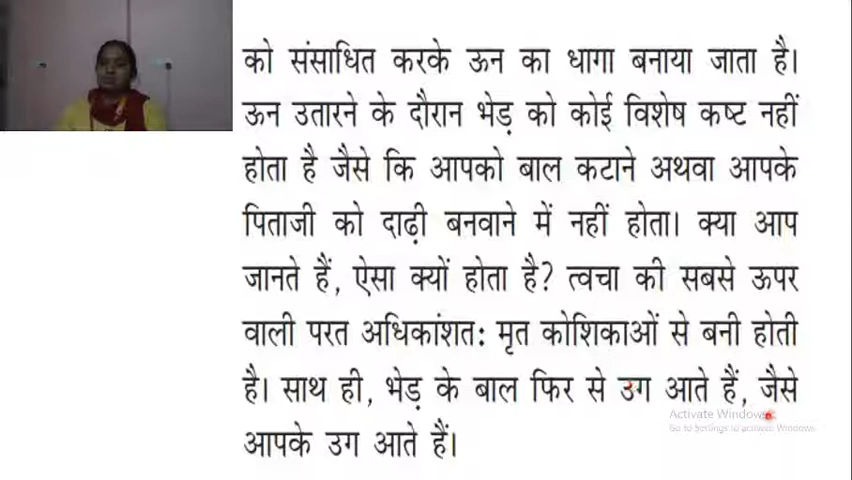 को संसाधित करके ऊन का धागा बनाया जाता है।
ऊन उतारने के दौरान भेड़ को कोई विशेष कष्ट नहीं
होता है जैसे कि आपको बाल कटाने अथवा आपके
पिताजी को दाढ़ी बनवाने में नहीं होता। क्या आप
जानते हैं, ऐसा क्यों होता है? त्वचा की सबसे ऊपर
वाली परत अधिकांशत: मृत कोशिकाओं से बनी होती
है। साथ ही, भेड़ के बाल फिर से उग आते हैं, जैसे
Activate Windows
Go to Settings to activate Windows.
आपके उग आते हैं।